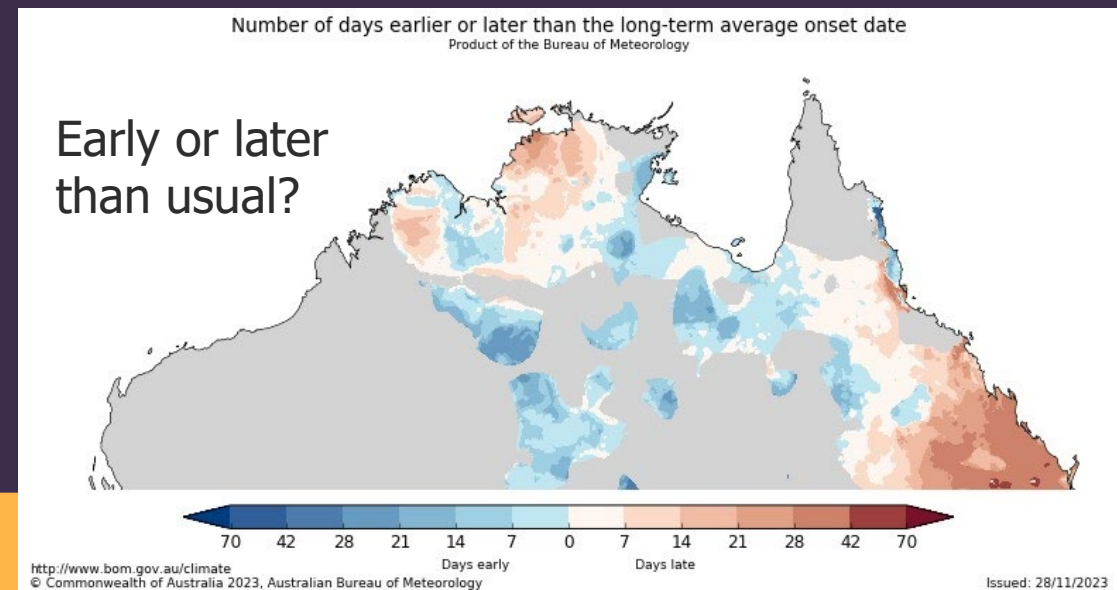 Number of days earlier or later than the long-term average onset date
Product of the Bureau of Meteorology
Early or later
than usual?
70 42 28 21 14 7 0 7 14 21 28 42 70
Days early Days late
http://www.bom.gov.au/climate
© Commonwealth of Australia 2023, Australian Bureau of Meteorology
Issued: 28/11/2023